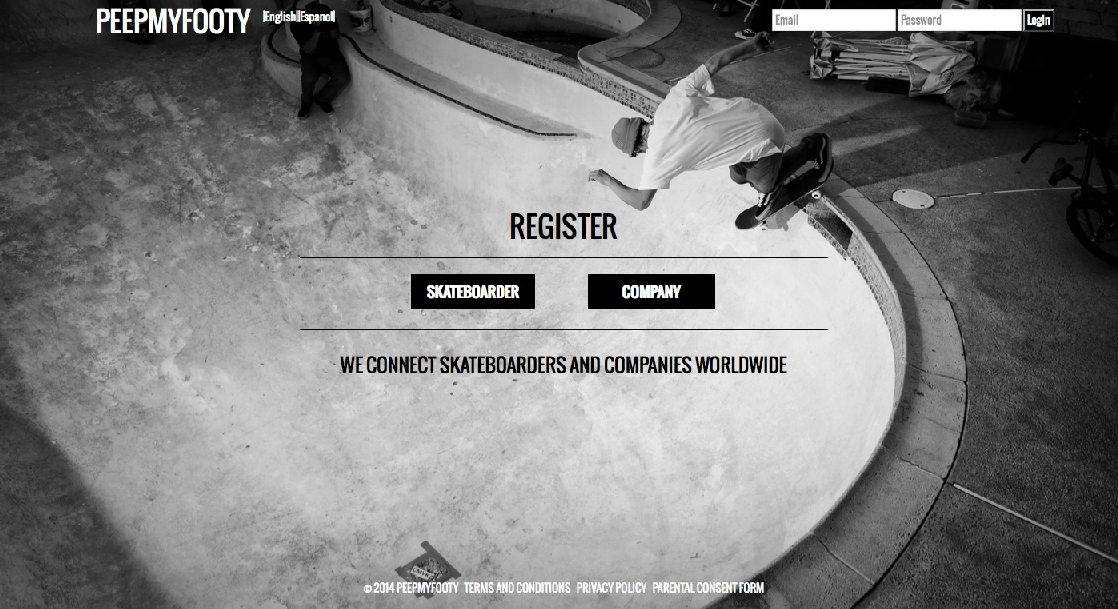 PEEPMYFOOTY |English||Espanol| Email Password Login
REGISTER
SKATEBOARDER COMPANY
WE CONNECT SKATEBOARDERS AND COMPANIES WORLDWIDE
© 2014 PEEPMYFOOTY TERMS AND CONDITIONS PRIVACY POLICY PARENTAL CONSENT FORM